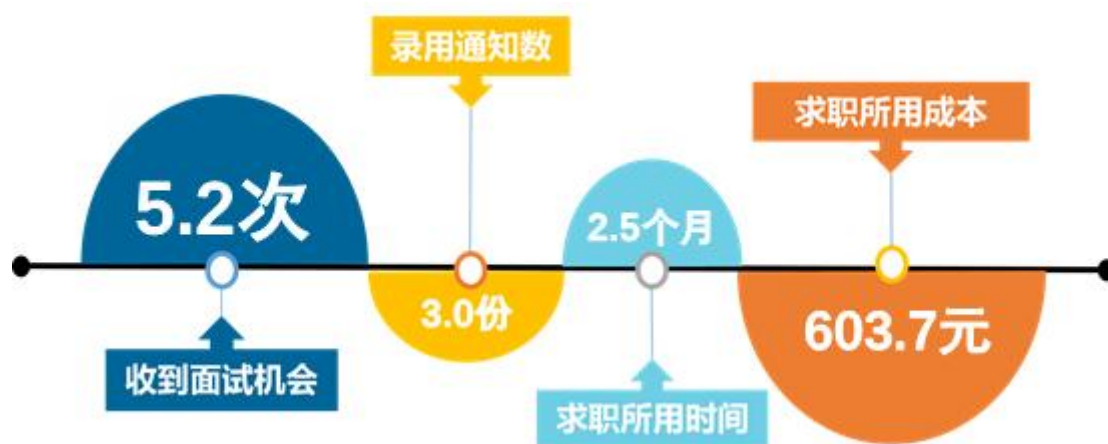 录用通知数
求职所用成本
5.2次
2.5个月
3.0份
603.7元
收到面试机会
求职所用时间